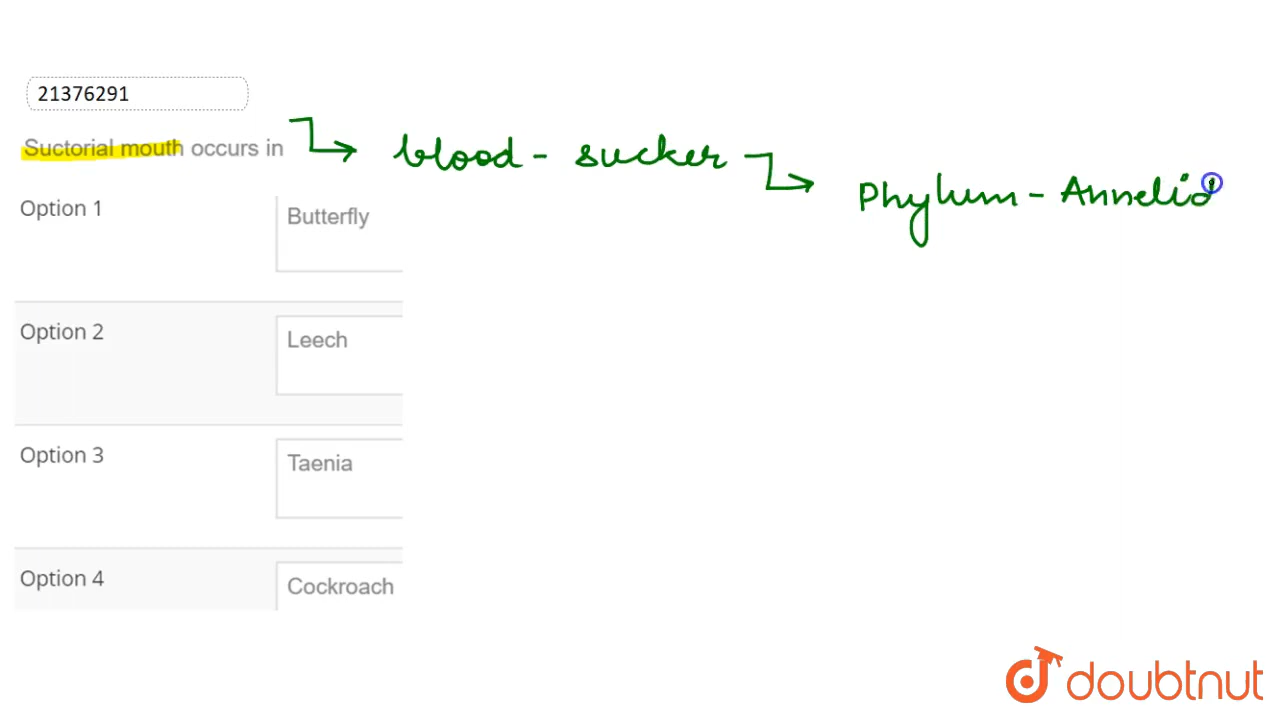 21376291
Suctorial mouth occurs in
blood - sucker
Phylum - Annelid
Option 1
Butterfly
Option 2
Leech
Option 3
Taenia
Option 4
Cockroach
doubtnut